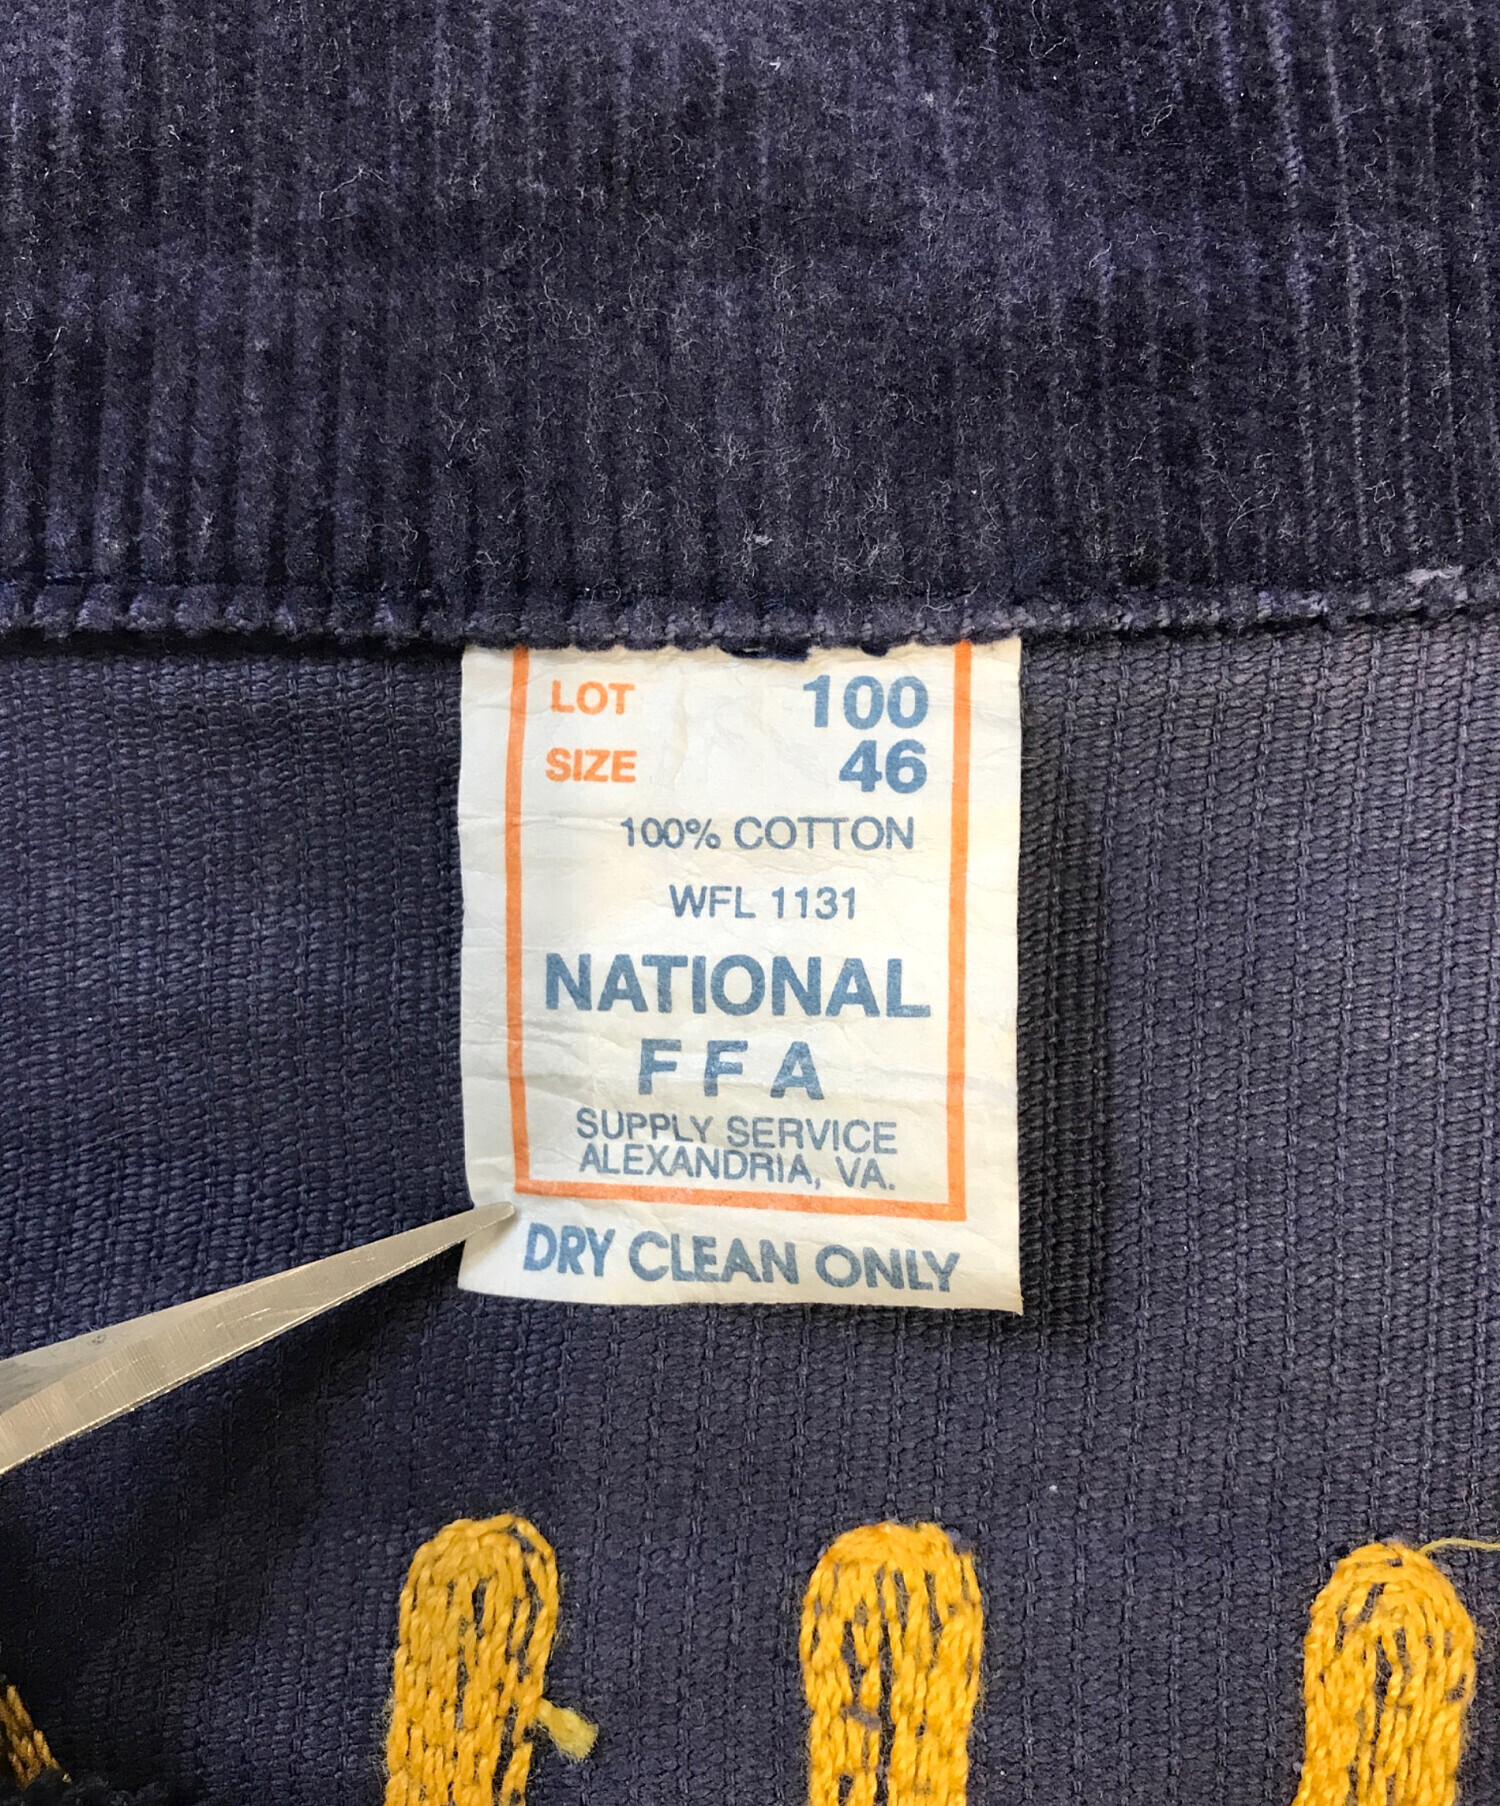 LOT 100
SIZE 46
100% COTTON
WFL 1131
NATIONAL
FFA
SUPPLY SERVICE
ALEXANDRIA, VA.
DRY CLEAN ONLY